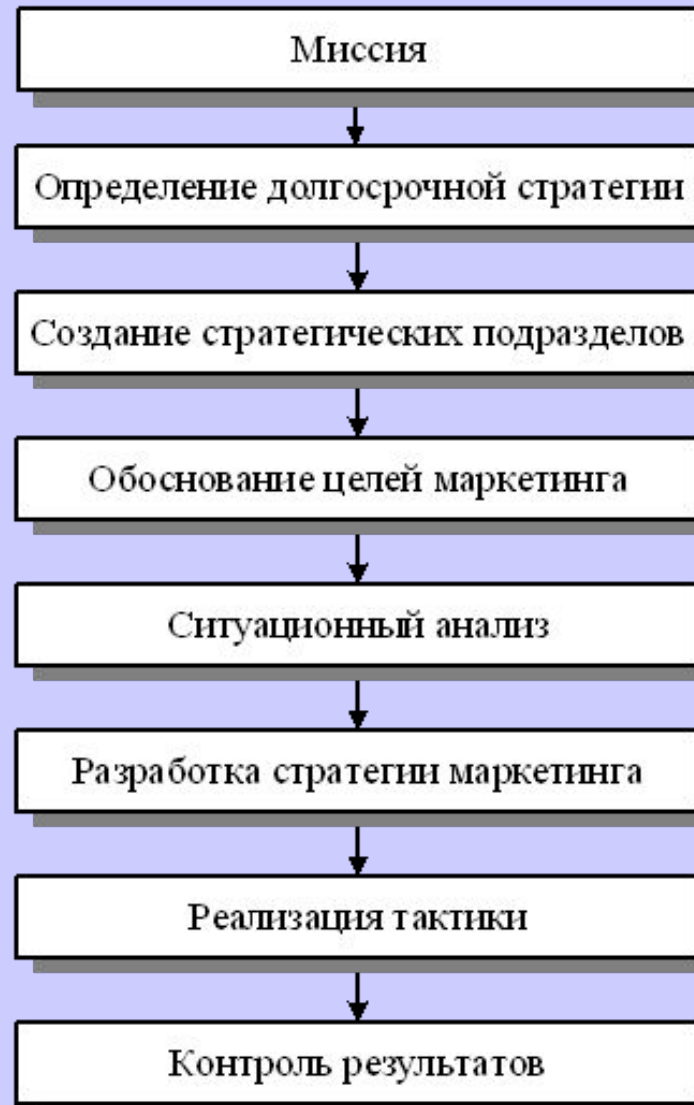 Миссия
Определение долгосрочной стратегии
Создание стратегических подразделов
Обоснование целей маркетинга
Ситуационный анализ
Разработка стратегии маркетинга
Реализация тактики
Контроль результатов